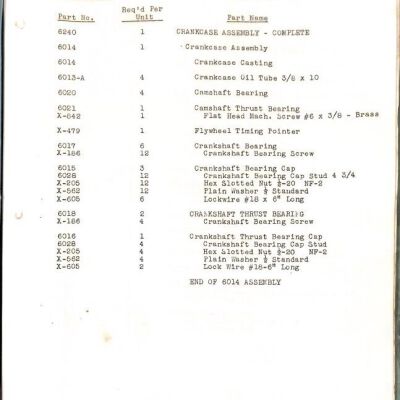 Part No. Req'd Per Unit Part Name
6240 1 CRANKCASE ASSEMBLY - COMPLETE
6014 1 Crankcase Assembly
6014 Crankcase Casting
6013-A 4 Crankcase Oil Tube 3/8 x 10
6020 4 Camshaft Bearing
6021 1 Camshaft Thrust Bearing
X-642 1 Flat Head Mach. Screw #6 x 3/8 - Brass
X-479 1 Flywheel Timing Pointer
6017 6 Crankshaft Bearing
X-186 12 Crankshaft Bearing Screw
6015 3 Crankshaft Bearing Cap
6028 12 Crankshaft Bearing Cap Stud 4 3/4
X-205 12 Hex Slotted Nut ½-20 NF-2
X-562 12 Plain Washer ½ Standard
X-605 6 Lockwire #18 x 6" Long
6018 2 CRANKSHAFT THRUST BEARING
X-186 4 Crankshaft Bearing Screw
6016 1 Crankshaft Thrust Bearing Cap
6028 4 Crankshaft Bearing Cap Stud
X-205 4 Hex Slotted Nut ½-20 NF-2
X-562 4 Plain Washer ½ Standard
X-605 2 Lock Wire #18-6" Long
END OF 6014 ASSEMBLY